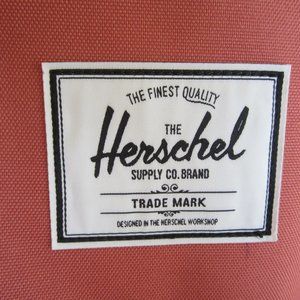 THE FINEST QUALITY
THE
Herschel
SUPPLY CO. BRAND
TRADE MARK
DESIGNED IN THE HERSCHEL WORKSHOP